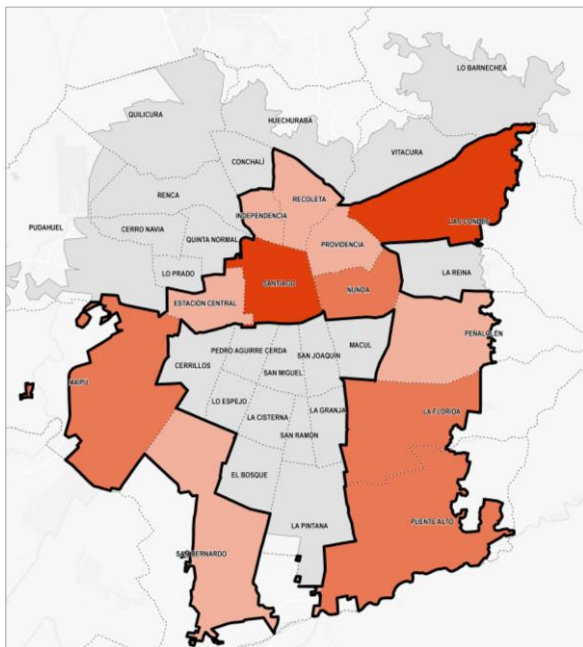 LO BARNECHEA
QUILICURA
HUECHURABA
VITACURA
CONCHALÍ
RENCA
RECOLETA
INDEPENDENCIA
LAS CONDES
PUDAHUEL
CERRO NAVIA
QUINTA NORMAL
PROVIDENCIA
LO PRADO
LA REINA
SANTIAGO
ÑUÑOA
ESTACIÓN CENTRAL
PEÑALOLÉN
MACUL
PEDRO AGUIRRE CERDA
SAN JOAQUÍN
CERRILLOS
SAN MIGUEL
MAIPÚ
LO ESPEJO
LA GRANJA
LA FLORIDA
LA CISTERNA
SAN RAMÓN
EL BOSQUE
LA PINTANA
PUENTE ALTO
SAN BERNARDO